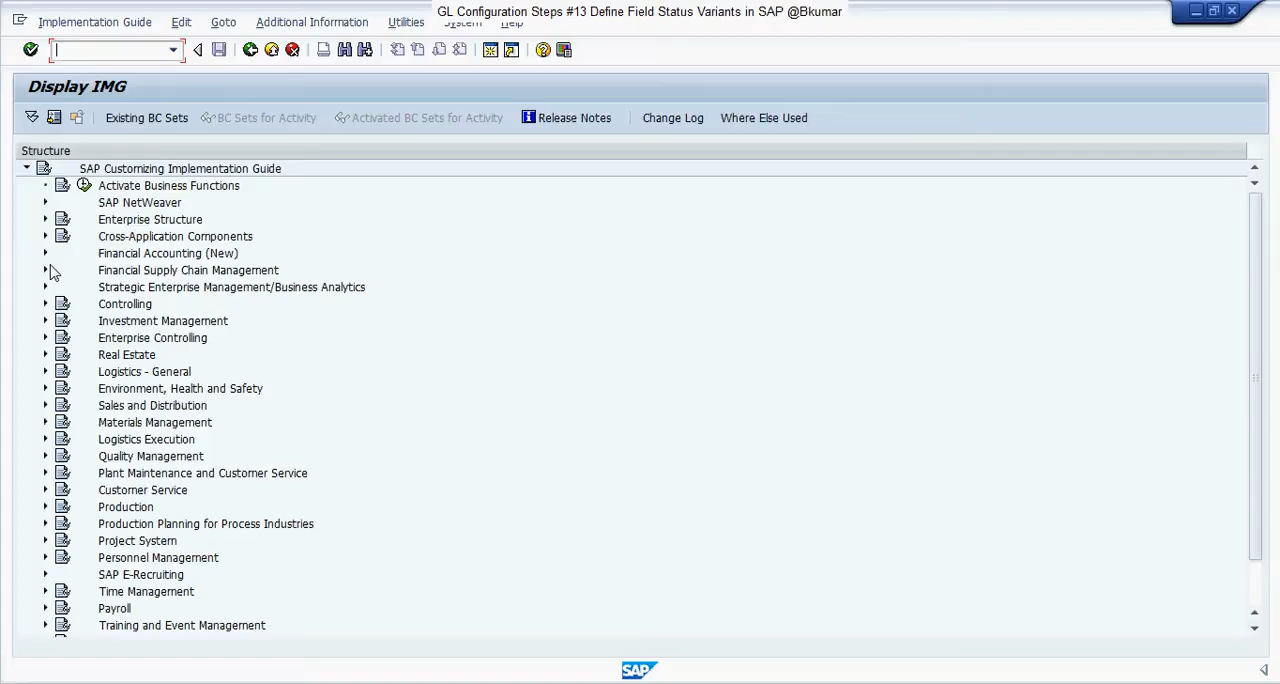 GL Configuration Steps #13 Define Field Status Variants in SAP @Bkumar
Implementation Guide Edit Goto Additional Information Utilities System Help
Display IMG
Existing BC Sets BC Sets for Activity Activated BC Sets for Activity Release Notes Change Log Where Else Used
Structure
SAP Customizing Implementation Guide
Activate Business Functions
SAP NetWeaver
Enterprise Structure
Cross-Application Components
Financial Accounting (New)
Financial Supply Chain Management
Strategic Enterprise Management/Business Analytics
Controlling
Investment Management
Enterprise Controlling
Real Estate
Logistics - General
Environment, Health and Safety
Sales and Distribution
Materials Management
Logistics Execution
Quality Management
Plant Maintenance and Customer Service
Customer Service
Production
Production Planning for Process Industries
Project System
Personnel Management
SAP E-Recruiting
Time Management
Payroll
Training and Event Management
SAP